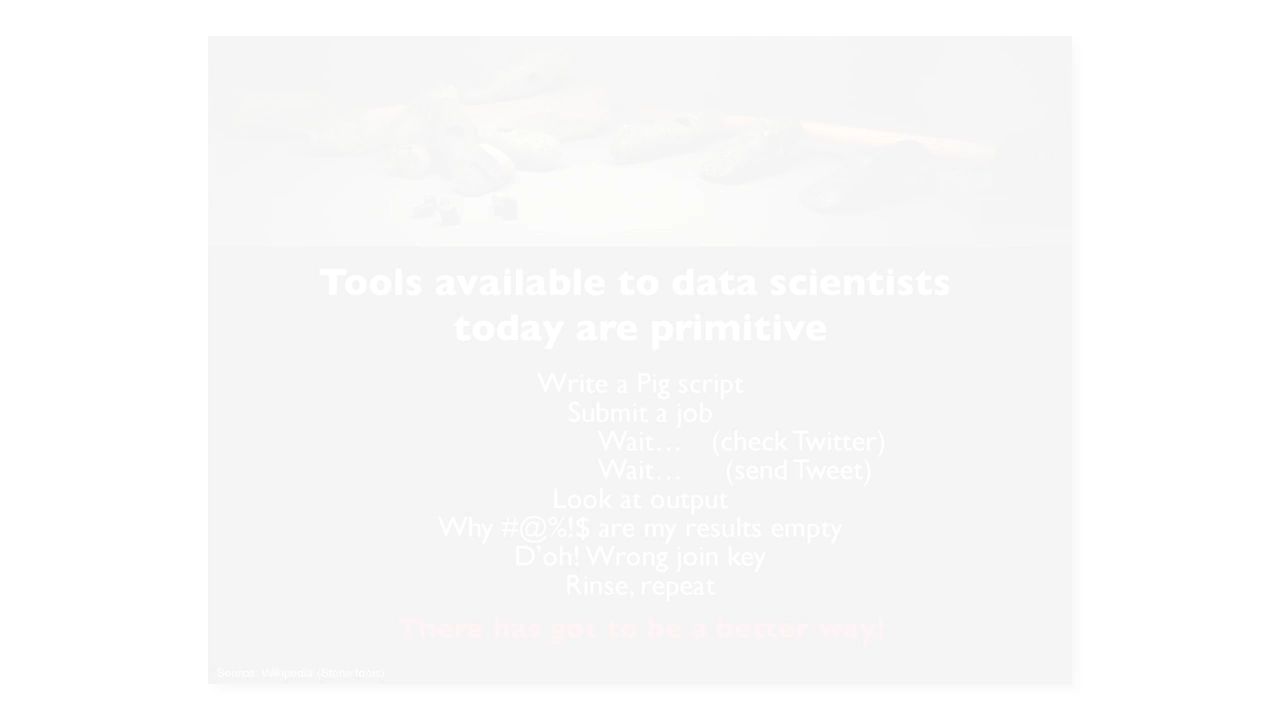 Tools available to data scientists
today are primitive
Write a Pig script
Submit a job
Wait… (check Twitter)
Wait… (send Tweet)
Look at output
Why #@%!$ are my results empty
D’oh! Wrong join key
Rinse, repeat
There has got to be a better way!
Source: Wikipedia (Stone tools)